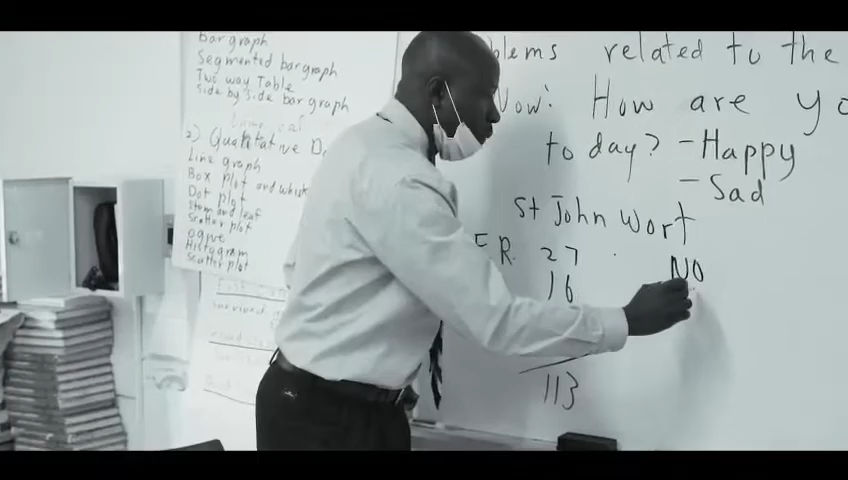 Bar graph
Segmented bar graph
Two way Table
Side by Side bar graph
2) Quantitative D
Line graph
Box plot and whisk
Dot plot
Stem and leaf
Scatter plot
ogive
Histogram
Scatter plot
blems related to the
Now: How are yo
today? - Happy
- Sad
St John Wort
F.R. 27 NO
16
113